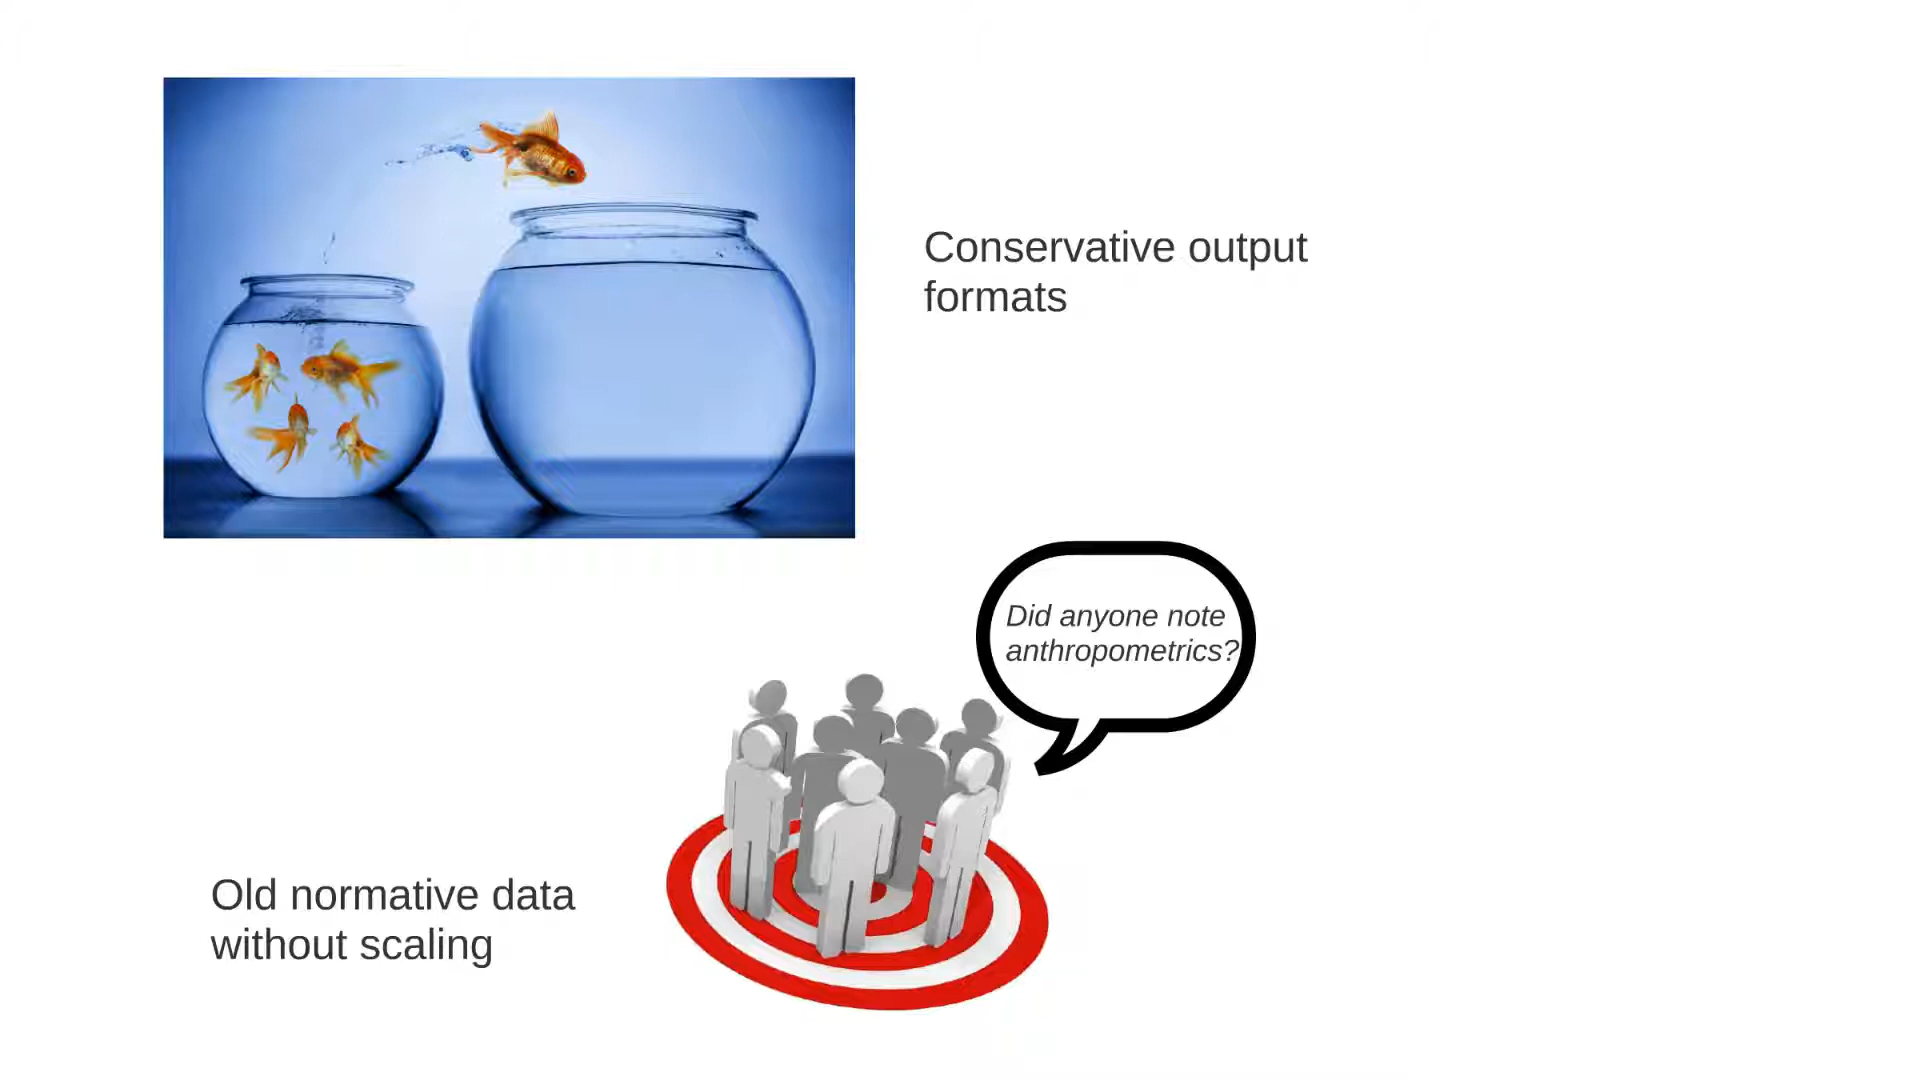 Conservative output
formats
Did anyone note
anthropometrics?
Old normative data
without scaling